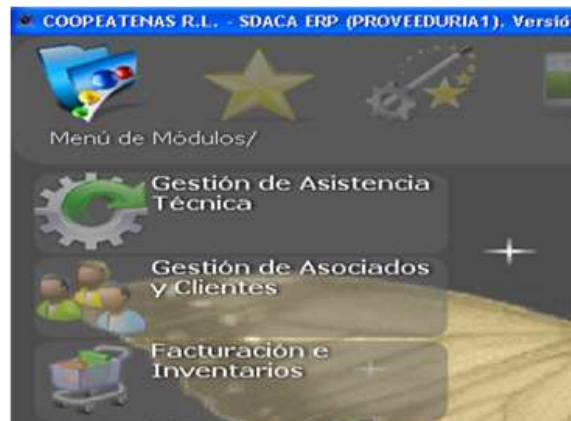 COOPEATENAS R.L. - SDACA ERP (PROVEEDURIA1). Versió
Menú de Módulos/
Gestión de Asistencia
Técnica
Gestión de Asociados
y Clientes
Facturación e
Inventarios